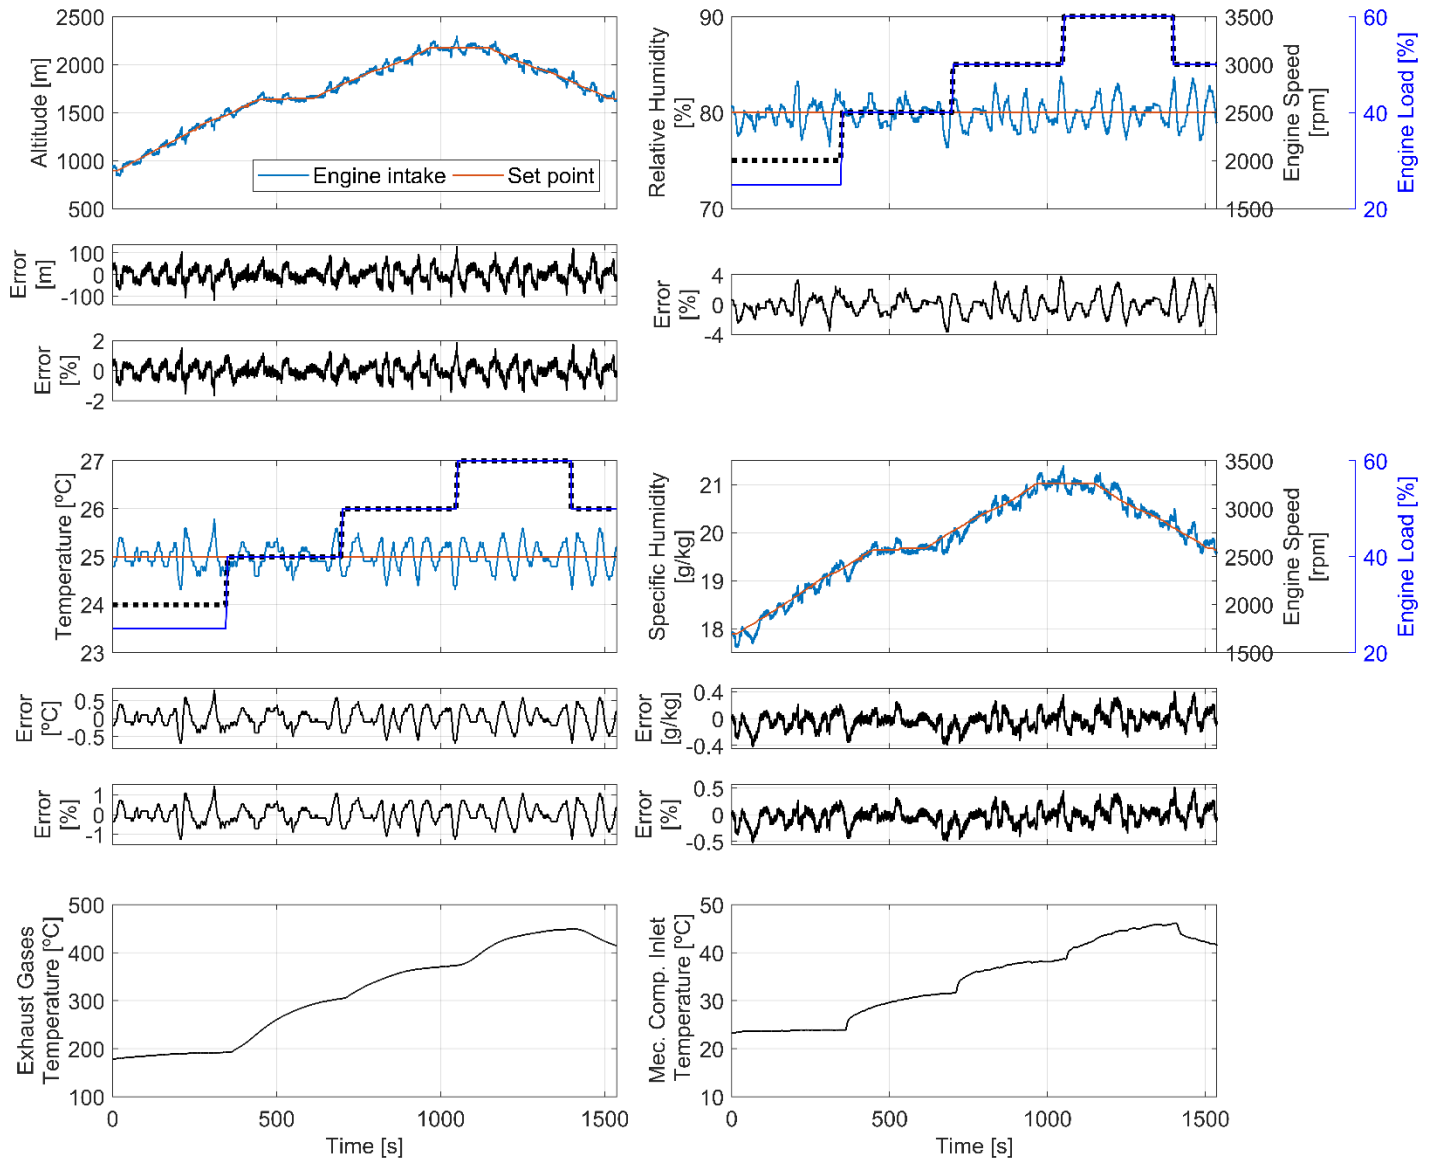 2500
2000
1500
1000
500
Altitude [m]
Engine intake
Set point
90
80
70
Relative Humidity
[%]
3500
3000
2500
2000
1500
Engine Speed
[rpm]
60
40
20
Engine Load [%]
100
0
-100
Error
[m]
4
0
-4
Error
[%]
2
0
-2
Error
[%]
27
26
25
24
23
Temperature [ºC]
21
20
19
18
Specific Humidity
[g/kg]
3500
3000
2500
2000
1500
Engine Speed
[rpm]
60
40
20
Engine Load [%]
0.5
0
-0.5
Error
[ºC]
0.4
0
-0.4
Error
[g/kg]
1
0
-1
Error
[%]
0.5
0
-0.5
Error
[%]
500
400
300
200
100
Exhaust Gases
Temperature [ºC]
0
500
1000
1500
Time [s]
50
40
30
20
10
Mec. Comp. Inlet
Temperature [ºC]
0
500
1000
1500
Time [s]